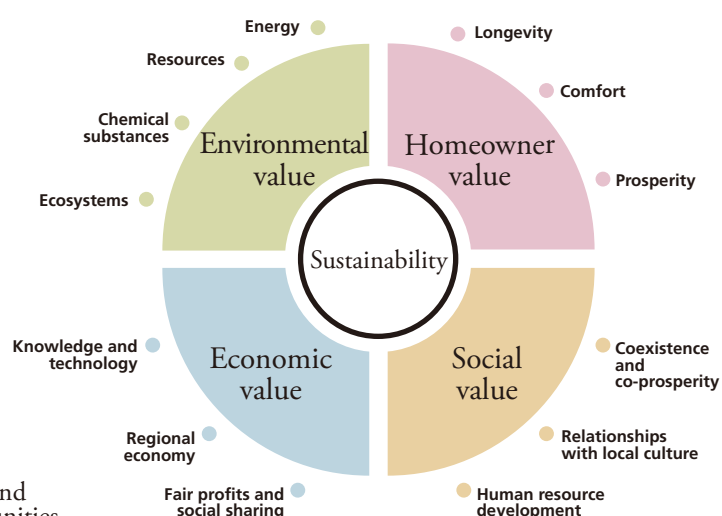 Energy
Longevity
Resources
Comfort
Chemical
substances
Environmental
value
Homeowner
value
Prosperity
Ecosystems
Sustainability
Knowledge and
technology
Economic
value
Social
value
Coexistence
and
co-prosperity
Regional
economy
Relationships
with local culture
Fair profits and
social sharing
Human resource
development